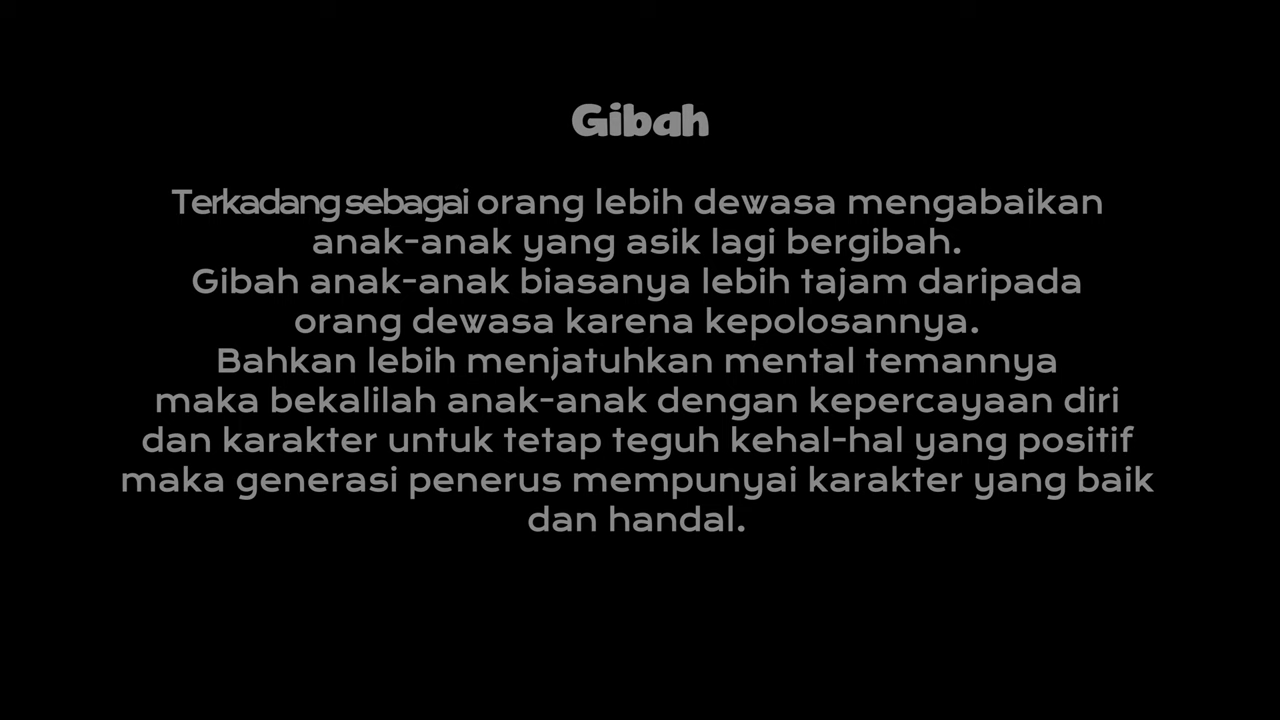 Gibah
Terkadang sebagai orang lebih dewasa mengabaikan
anak-anak yang asik lagi bergibah.
Gibah anak-anak biasanya lebih tajam daripada
orang dewasa karena kepolosannya.
Bahkan lebih menjatuhkan mental temannya
maka bekalilah anak-anak dengan kepercayaan diri
dan karakter untuk tetap teguh kehal-hal yang positif
maka generasi penerus mempunyai karakter yang baik
dan handal.